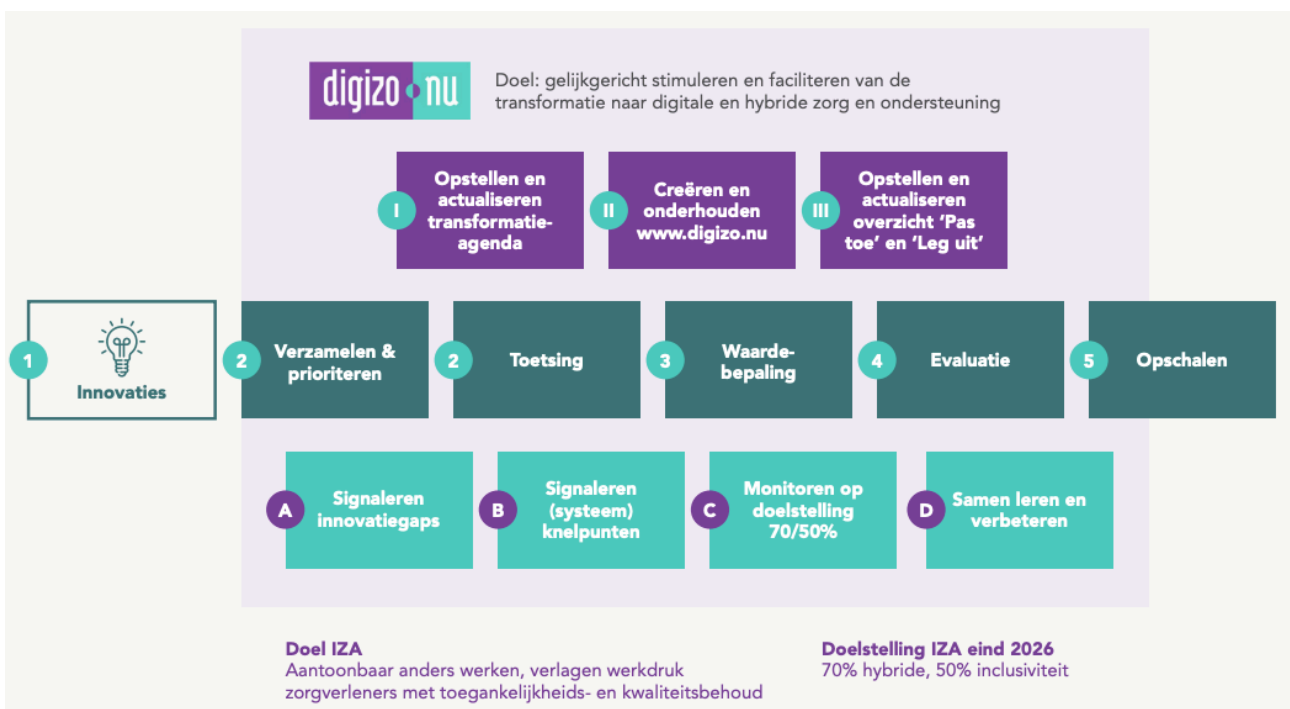 digizo nu
Doel: gelijkgericht stimuleren en faciliteren van de
transformatie naar digitale en hybride zorg en ondersteuning
I
Opstellen en
actualiseren
transformatie-
agenda
II
Creëren en
onderhouden
www.digizo.nu
III
Opstellen en
actualiseren
overzicht ‘Pas
toe’ en ‘Leg uit’
1
Innovaties
2
Verzamelen &
prioriteren
2
Toetsing
3
Waarde-
bepaling
4
Evaluatie
5
Opschalen
A
Signaleren
innovatiegaps
B
Signaleren
(systeem)
knelpunten
C
Monitoren op
doelstelling
70/50%
D
Samen leren en
verbeteren
Doel IZA
Aantoonbaar anders werken, verlagen werkdruk
zorgverleners met toegankelijkheids- en kwaliteitsbehoud
Doelstelling IZA eind 2026
70% hybride, 50% inclusiviteit